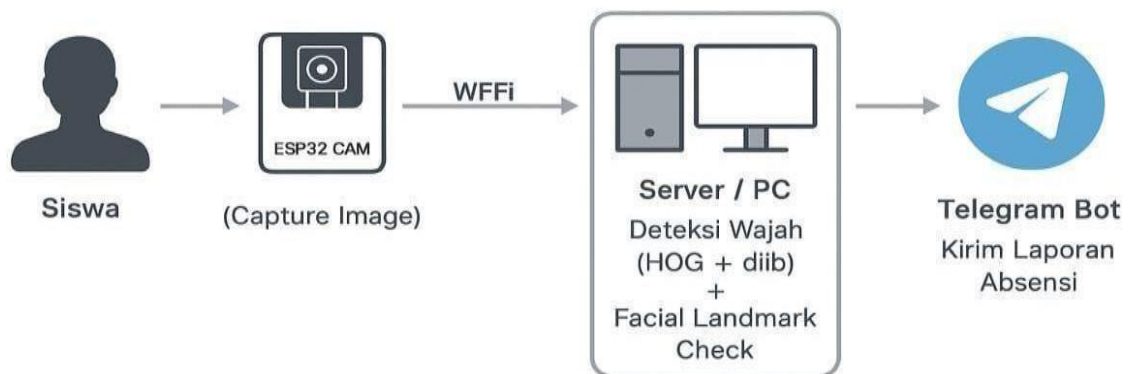 Siswa
ESP32 CAM
(Capture Image)
WFFi
Server / PC
Deteksi Wajah
(HOG + diib)
+
Facial Landmark
Check
Telegram Bot
Kirim Laporan
Absensi